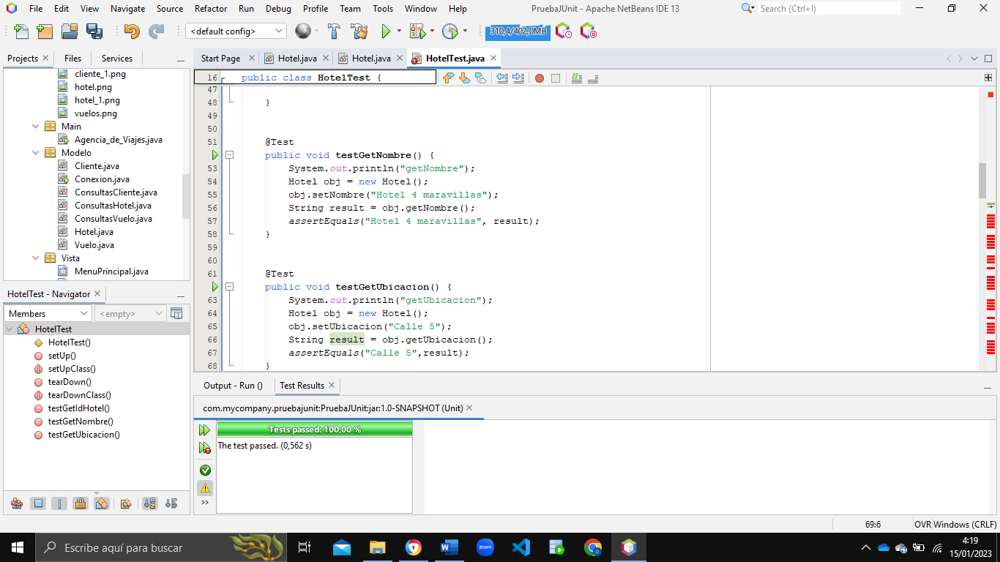 File Edit View Navigate Source Refactor Run Debug Profile Team Tools Window Help
PruebaJUnit - Apache NetBeans IDE 13
Search (Ctrl+I)
<default config>
310,4/402,0MB
Projects Files Services
Start Page Hotel.java Hotel.java HotelTest.java
cliente_1.png
hotel.png
hotel_1.png
vuelos.png
Main
Agencia_de_Viajes.java
Modelo
Cliente.java
Conexion.java
ConsultasCliente.java
ConsultasHotel.java
ConsultasVuelo.java
Hotel.java
Vuelo.java
Vista
MenuPrincipal.java
HotelTest - Navigator
Members <empty>
HotelTest
HotelTest()
setUp()
setUpClass()
tearDown()
tearDownClass()
testGetIdHotel()
testGetNombre()
testGetUbicacion()
16 public class HotelTest {
47
48 }
49
50
51 @Test
public void testGetNombre() {
53 System.out.println("getNombre");
54 Hotel obj = new Hotel();
55 obj.setNombre("Hotel 4 maravillas");
56 String result = obj.getNombre();
57 assertEquals("Hotel 4 maravillas", result);
58 }
59
60
61 @Test
public void testGetUbicacion() {
63 System.out.println("getUbicacion");
64 Hotel obj = new Hotel();
65 obj.setUbicacion("Calle 5");
66 String result = obj.getUbicacion();
67 assertEquals("Calle 5",result);
68 }
Output - Run () Test Results
com.mycompany.pruebajunit:PruebaJUnit:jar:1.0-SNAPSHOT (Unit)
Tests passed: 100,00 %
The test passed. (0,562 s)
69:6 OVR Windows (CRLF)
Escribe aquí para buscar
zoom
4:19
15/01/2023